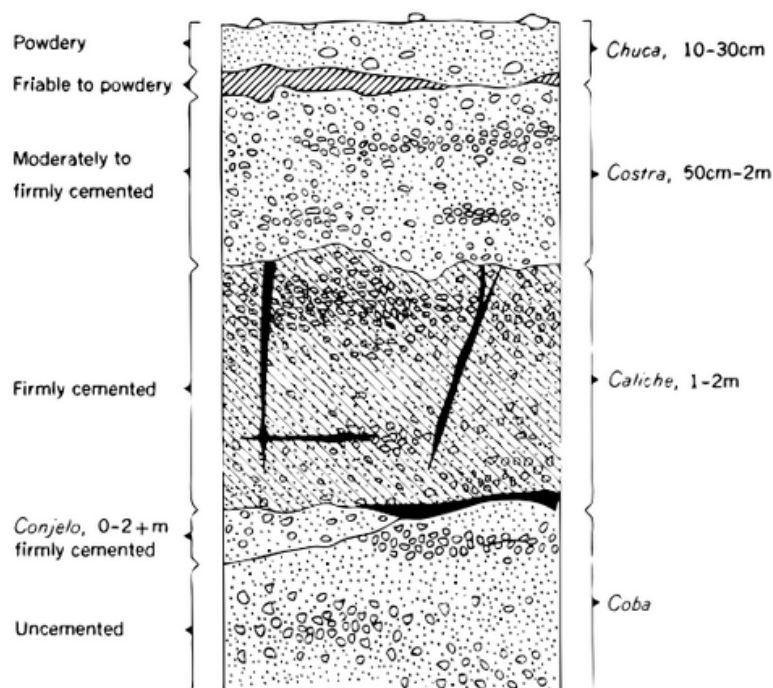 Powdery
Friable to powdery
Moderately to
firmly cemented
Firmly cemented
Conjelo, 0-2+m
firmly cemented
Uncemented
Chuca, 10-30cm
Costra, 50cm-2m
Caliche, 1-2m
Coba